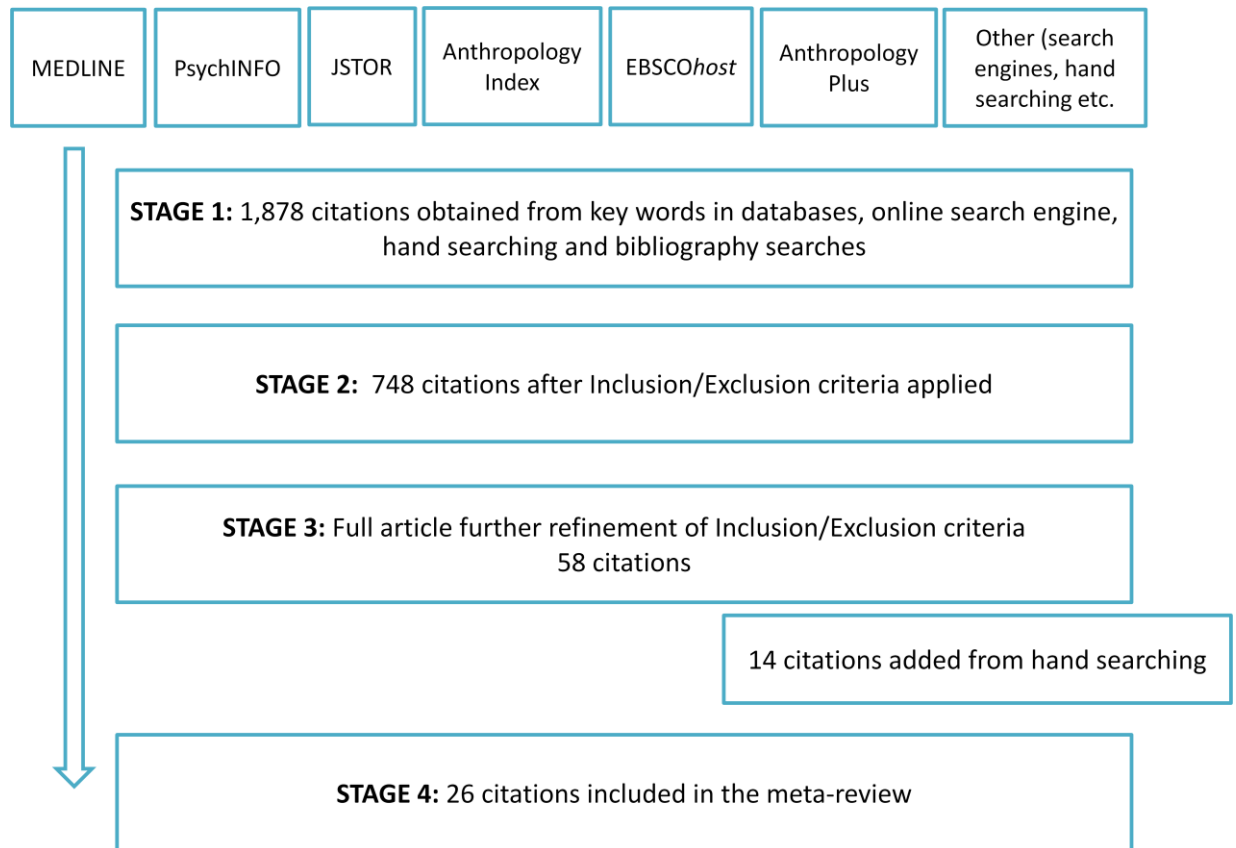 MEDLINE
PsychINFO
JSTOR
Anthropology
Index
EBSCOhost
Anthropology
Plus
Other (search
engines, hand
searching etc.
STAGE 1: 1,878 citations obtained from key words in databases, online search engine,
hand searching and bibliography searches
STAGE 2: 748 citations after Inclusion/Exclusion criteria applied
STAGE 3: Full article further refinement of Inclusion/Exclusion criteria
58 citations
14 citations added from hand searching
STAGE 4: 26 citations included in the meta-review